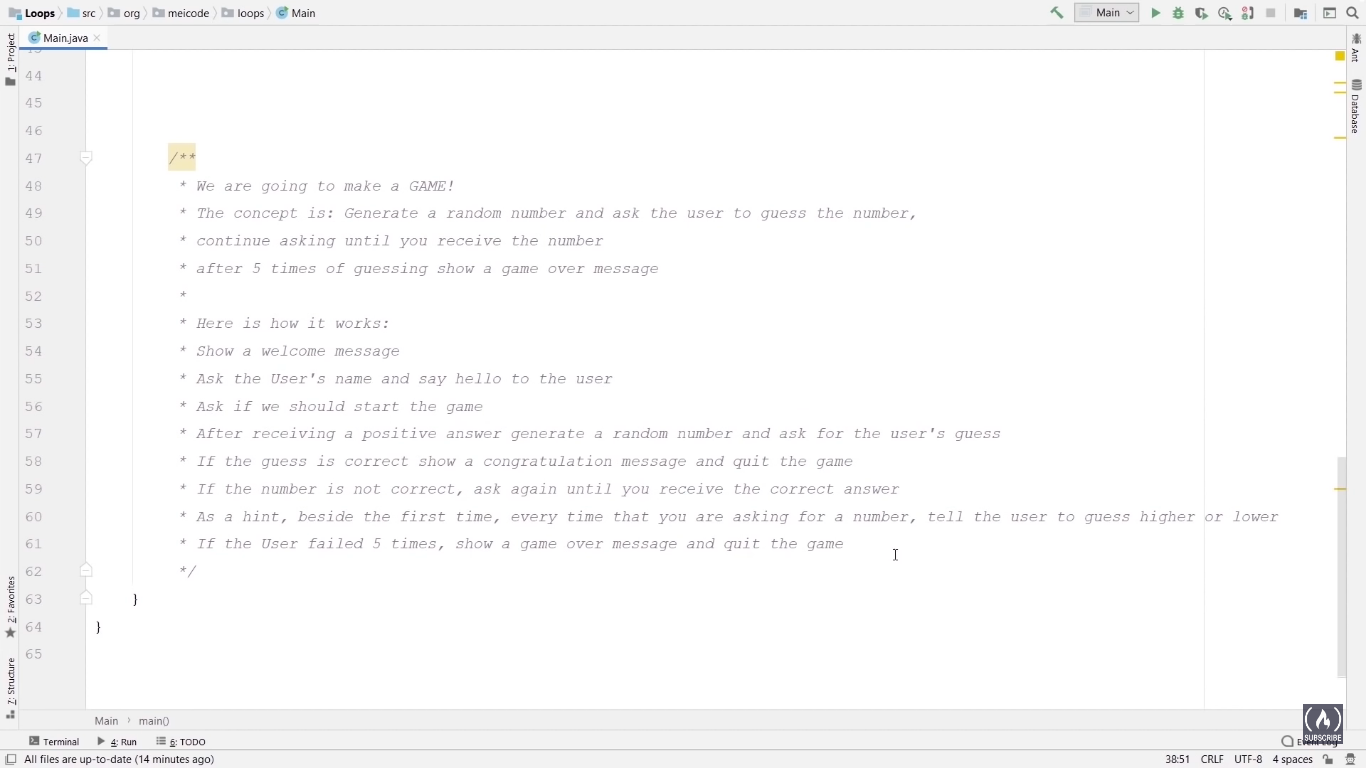 Loops src org meicode loops Main Main
Main.java
44
45
46
47 /**
48 * We are going to make a GAME!
49 * The concept is: Generate a random number and ask the user to guess the number,
50 * continue asking until you receive the number
51 * after 5 times of guessing show a game over message
52 *
53 * Here is how it works:
54 * Show a welcome message
55 * Ask the User's name and say hello to the user
56 * Ask if we should start the game
57 * After receiving a positive answer generate a random number and ask for the user's guess
58 * If the guess is correct show a congratulation message and quit the game
59 * If the number is not correct, ask again until you receive the correct answer
60 * As a hint, beside the first time, every time that you are asking for a number, tell the user to guess higher or lower
61 * If the User failed 5 times, show a game over message and quit the game
62 */
63 }
64 }
65
1: Project
2: Favorites
7: Structure
Ant
Database
Main main()
Terminal 4: Run 6: TODO
SUBSCRIBE
All files are up-to-date (14 minutes ago) 38:51 CRLF UTF-8 4 spaces